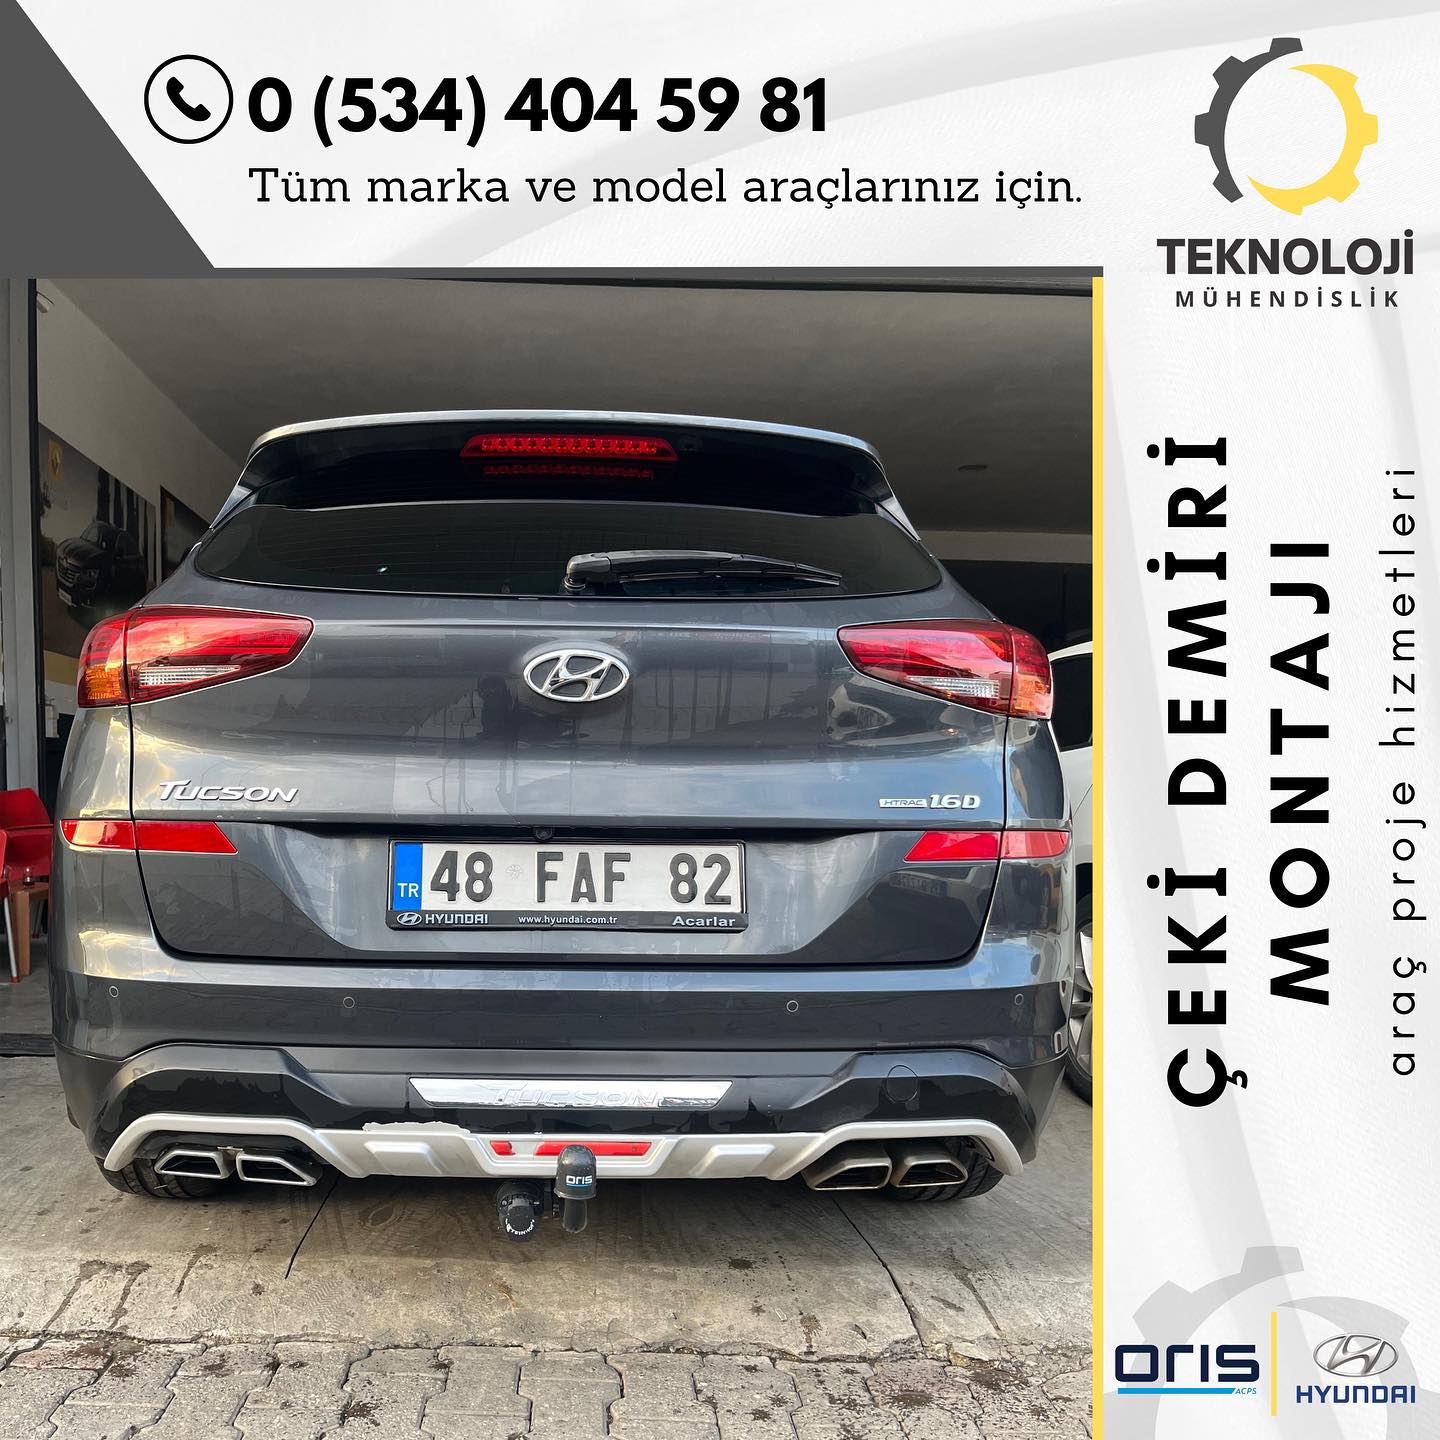 0 (534) 404 59 81
Tüm marka ve model araçlarınız için.
TEKNOLOJİ
MÜHENDİSLİK
ÇEKİ DEMİRİ
MONTAJI
araç proje hizmetleri
TUCSON
HTRAC 1.6D
TR 48 FAF 82
HYUNDAI www.hyundai.com.tr Acarlar
TUCSON
oris
oris
ACPS
HYUNDAI